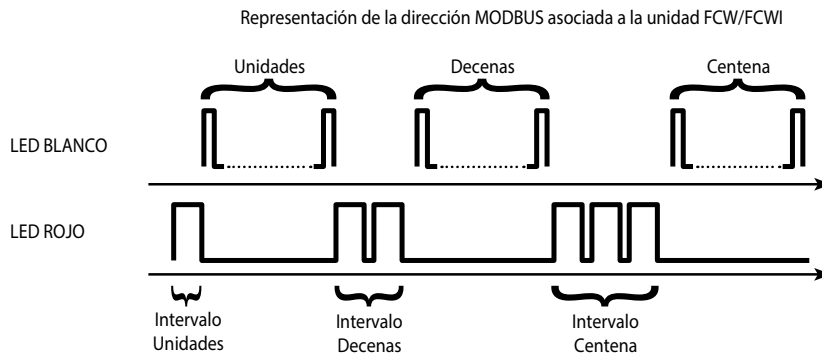 Representación de la dirección MODBUS asociada a la unidad FCW/FCWI
Unidades
Decenas
Centena
LED BLANCO
LED ROJO
Intervalo
Unidades
Intervalo
Decenas
Intervalo
Centena